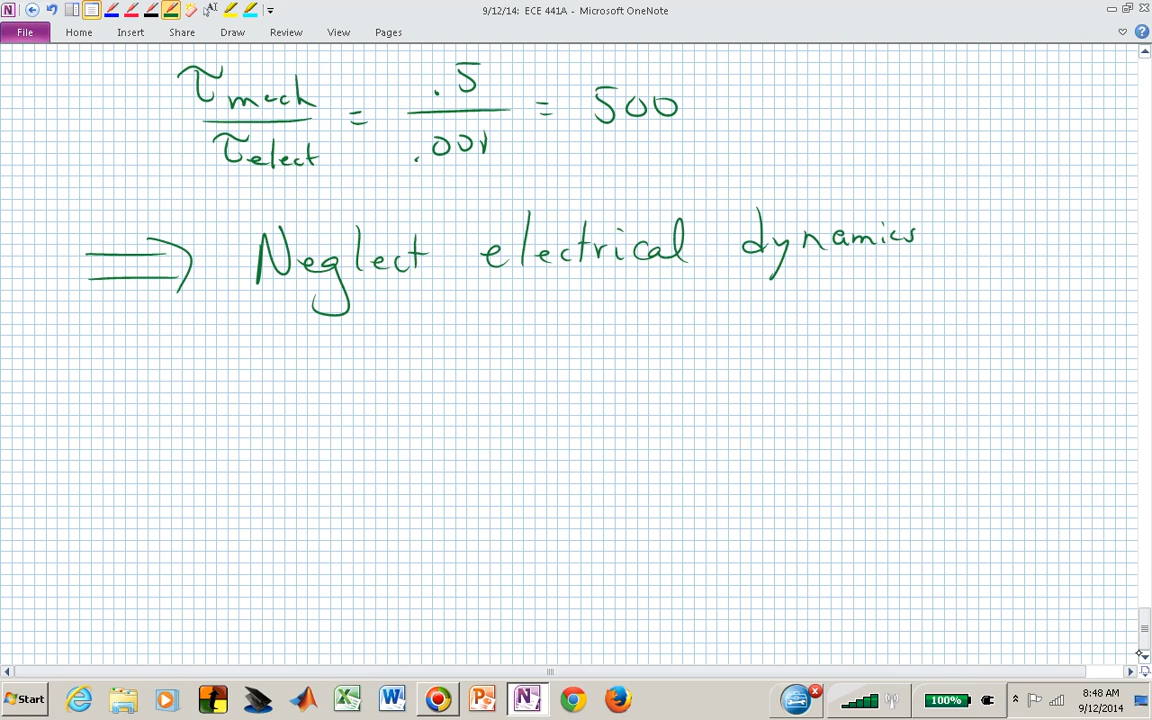 9/12/14: ECE 441A - Microsoft OneNote
File Home Insert Share Draw Review View Pages
τmech / τelect = .5 / .001 = 500
⇒ Neglect electrical dynamics
Start
100%
8:48 AM
9/12/2014